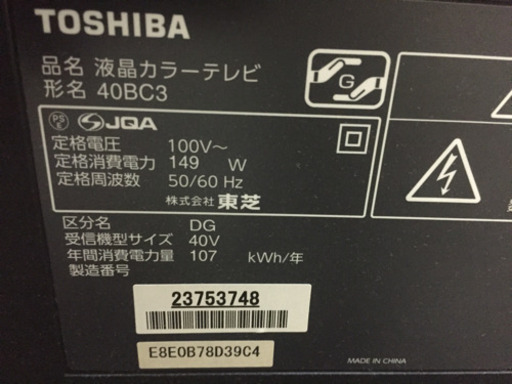 TOSHIBA
品名 液晶カラーテレビ
形名 40BC3
G
PS
E
JQA
定格電圧 100V～
定格消費電力 149 W
定格周波数 50/60 Hz
株式会社 東芝
区分名 DG
受信機型サイズ 40V
年間消費電力量 107 kWh/年
製造番号
23753748
E8E0B78D39C4
MADE IN CHINA